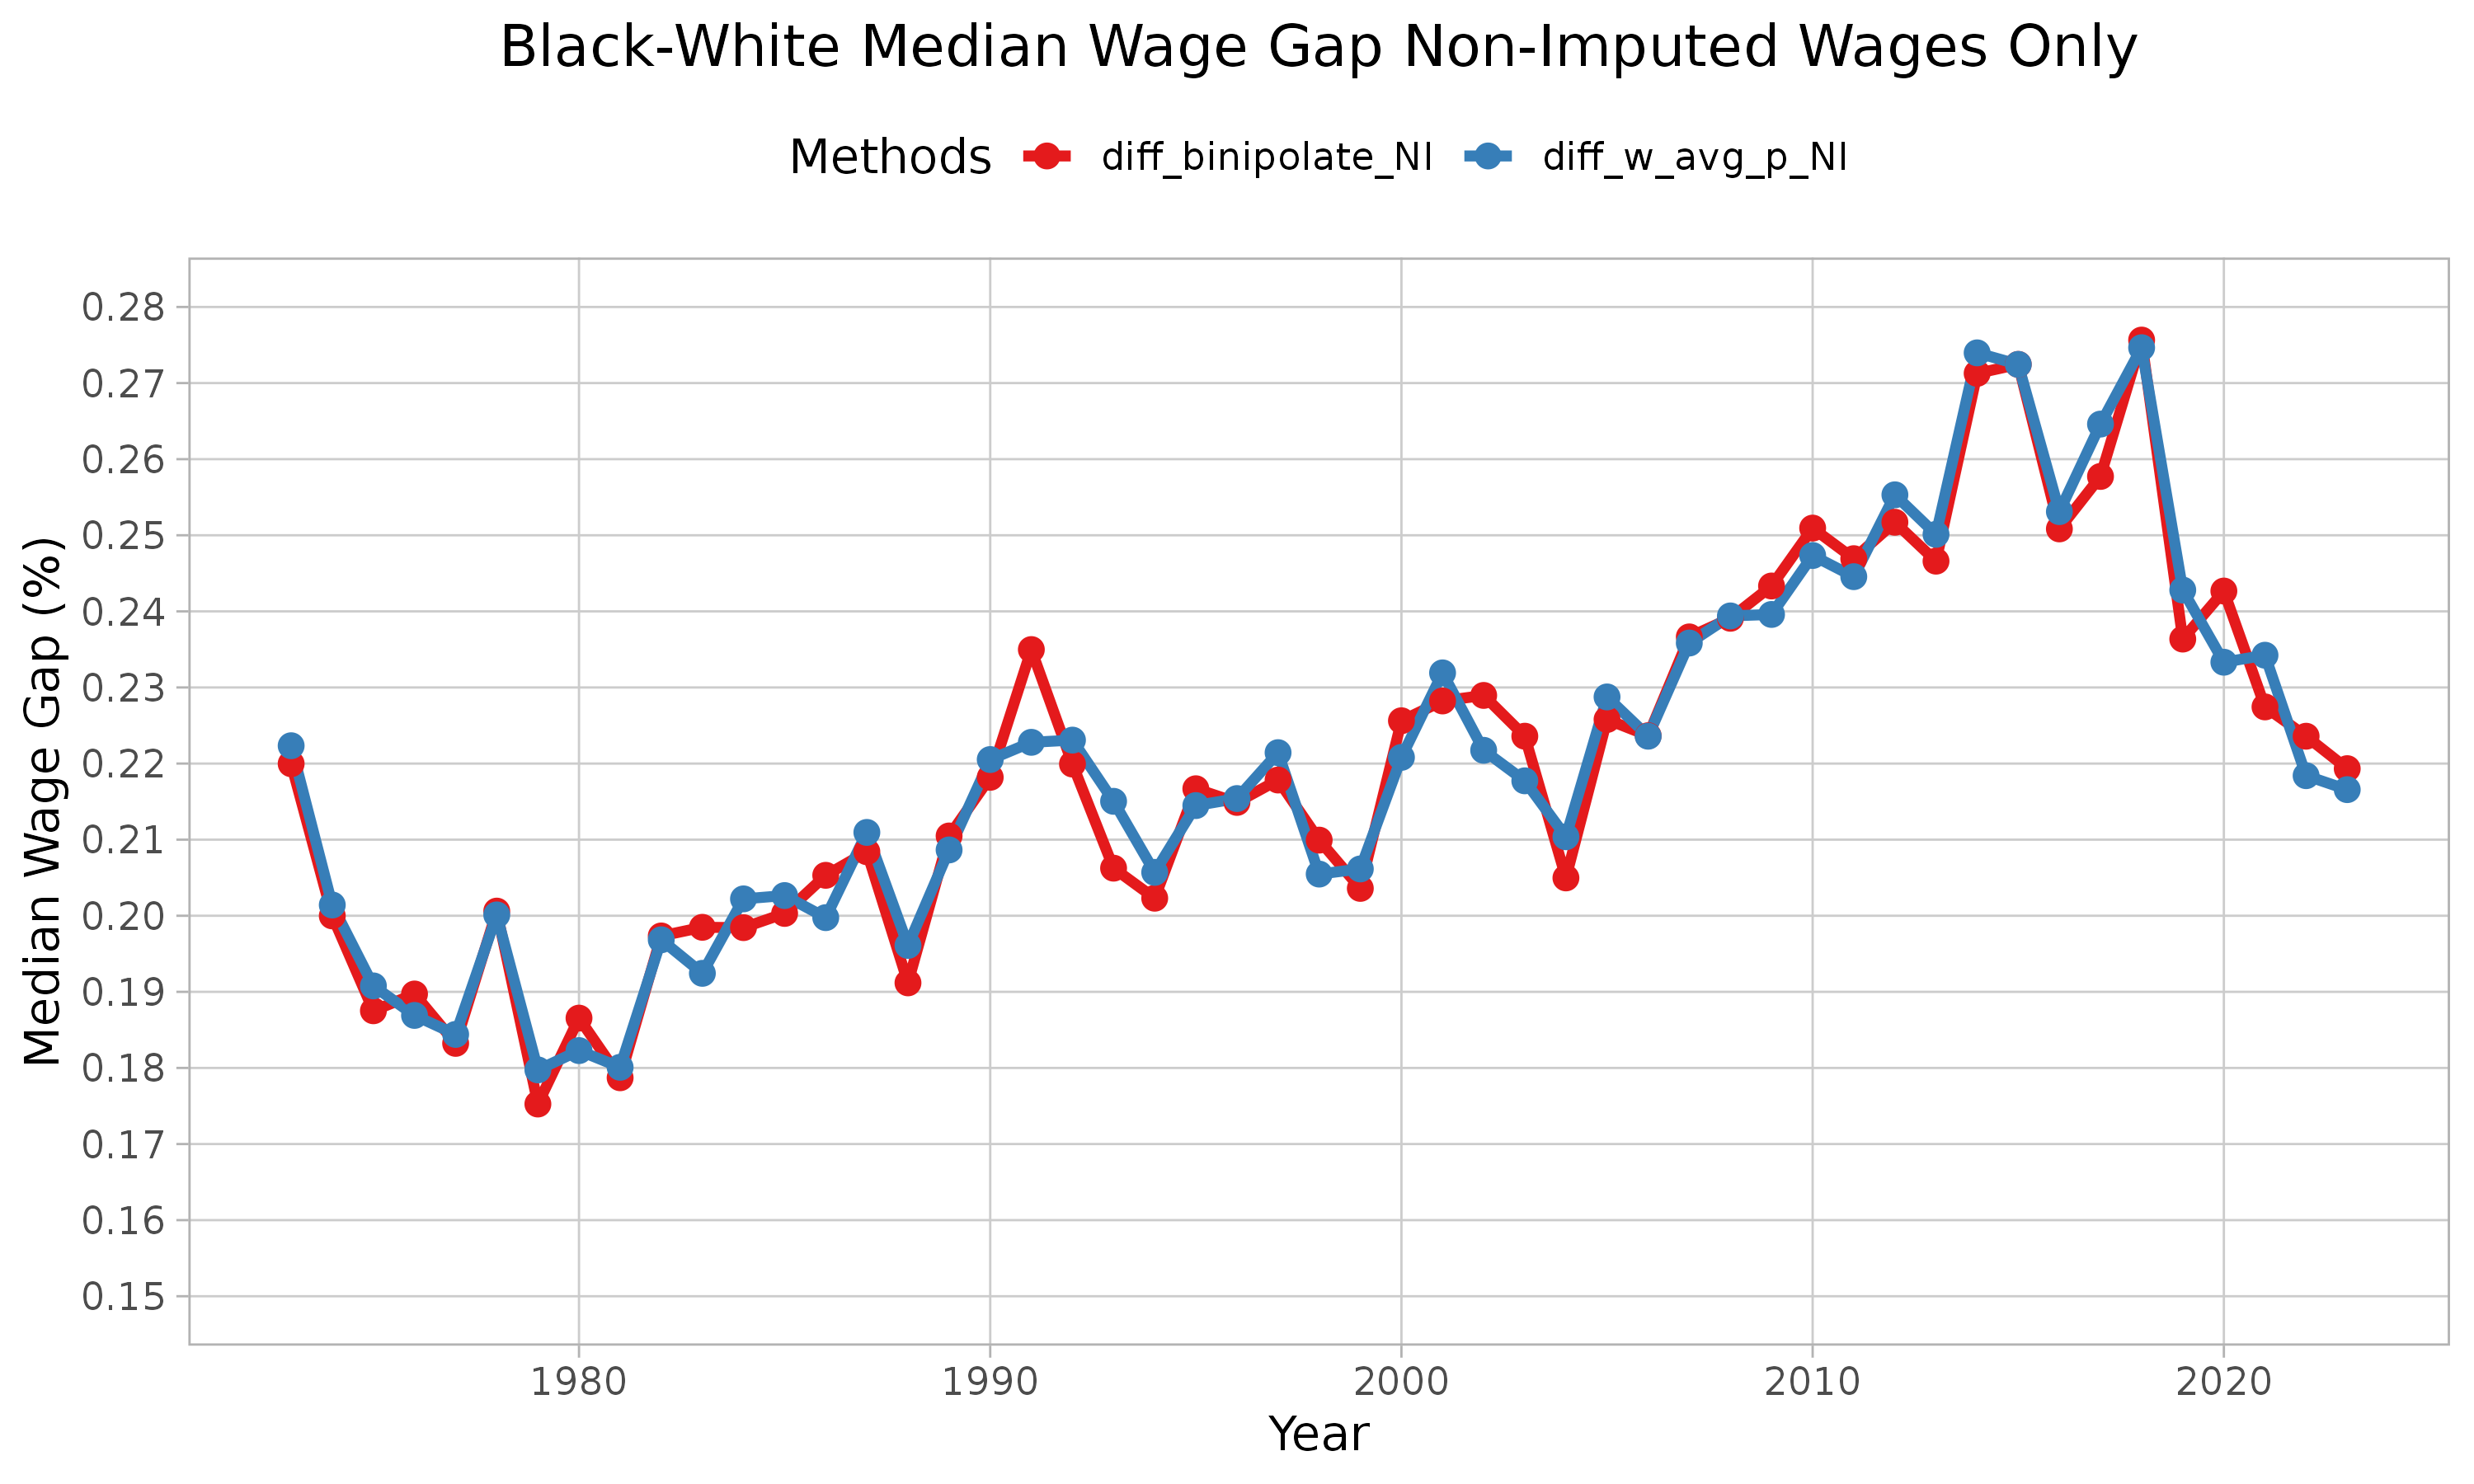 Black-White Median Wage Gap Non-Imputed Wages Only
Methods diff_binipolate_NI diff_w_avg_p_NI
Median Wage Gap (%)
0.28
0.27
0.26
0.25
0.24
0.23
0.22
0.21
0.20
0.19
0.18
0.17
0.16
0.15
1980 1990 2000 2010 2020
Year